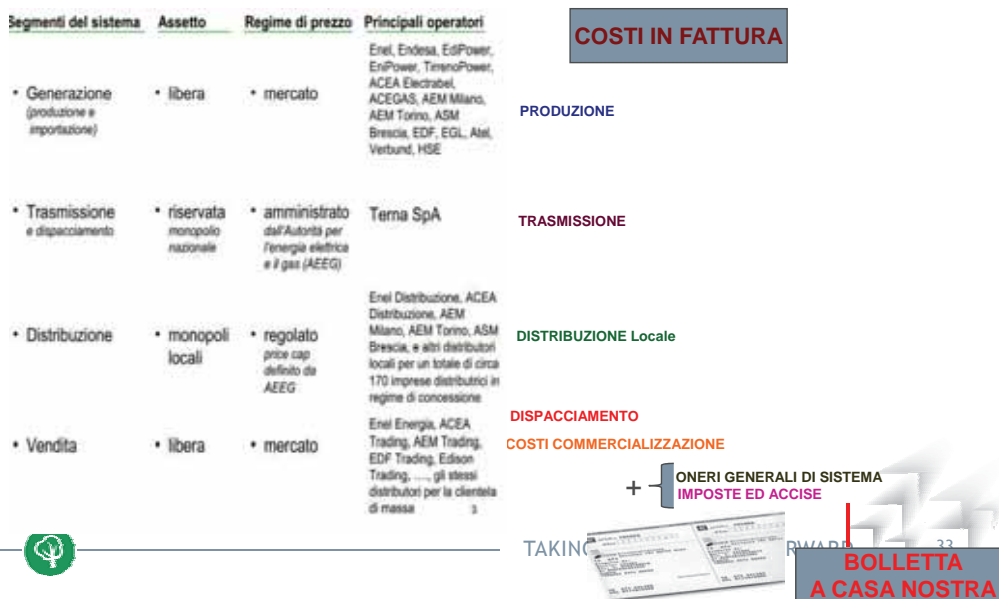 Segmenti del sistema Assetto Regime di prezzo Principali operatori
COSTI IN FATTURA
• Generazione
(produzione e
importazione)
• libera
• mercato
Enel, Endesa, EdiPower,
EniPower, TirrenoPower,
ACEA Electrabel,
ACEGAS, AEM Milano,
AEM Torino, ASM
Brescia, EDF, EGL, Atel,
Verbund, HSE
PRODUZIONE
• Trasmissione
e dispacciamento
• riservata
monopolio
nazionale
• amministrato
dall'Autorità per
l'energia elettrica
e il gas (AEEG)
Terna SpA
TRASMISSIONE
• Distribuzione
• monopoli
locali
• regolato
price cap
definito da
AEEG
Enel Distribuzione, ACEA
Distribuzione, AEM
Milano, AEM Torino, ASM
Brescia, e altri distributori
locali per un totale di circa
170 imprese distributrici in
regime di concessione
DISTRIBUZIONE Locale
DISPACCIAMENTO
• Vendita
• libera
• mercato
Enel Energia, ACEA
Trading, AEM Trading,
EDF Trading, Edison
Trading, ...., gli stessi
distributori per la clientela
di massa 3
COSTI COMMERCIALIZZAZIONE
+
ONERI GENERALI DI SISTEMA
IMPOSTE ED ACCISE
TAKING
33
BOLLETTA
A CASA NOSTRA